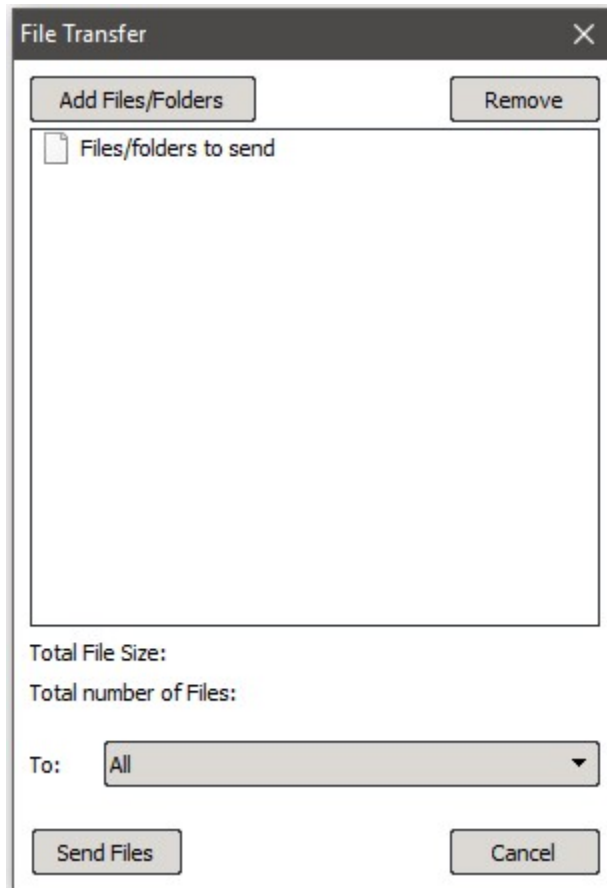 File Transfer
Add Files/Folders Remove
Files/folders to send
Total File Size:
Total number of Files:
To: All
Send Files Cancel